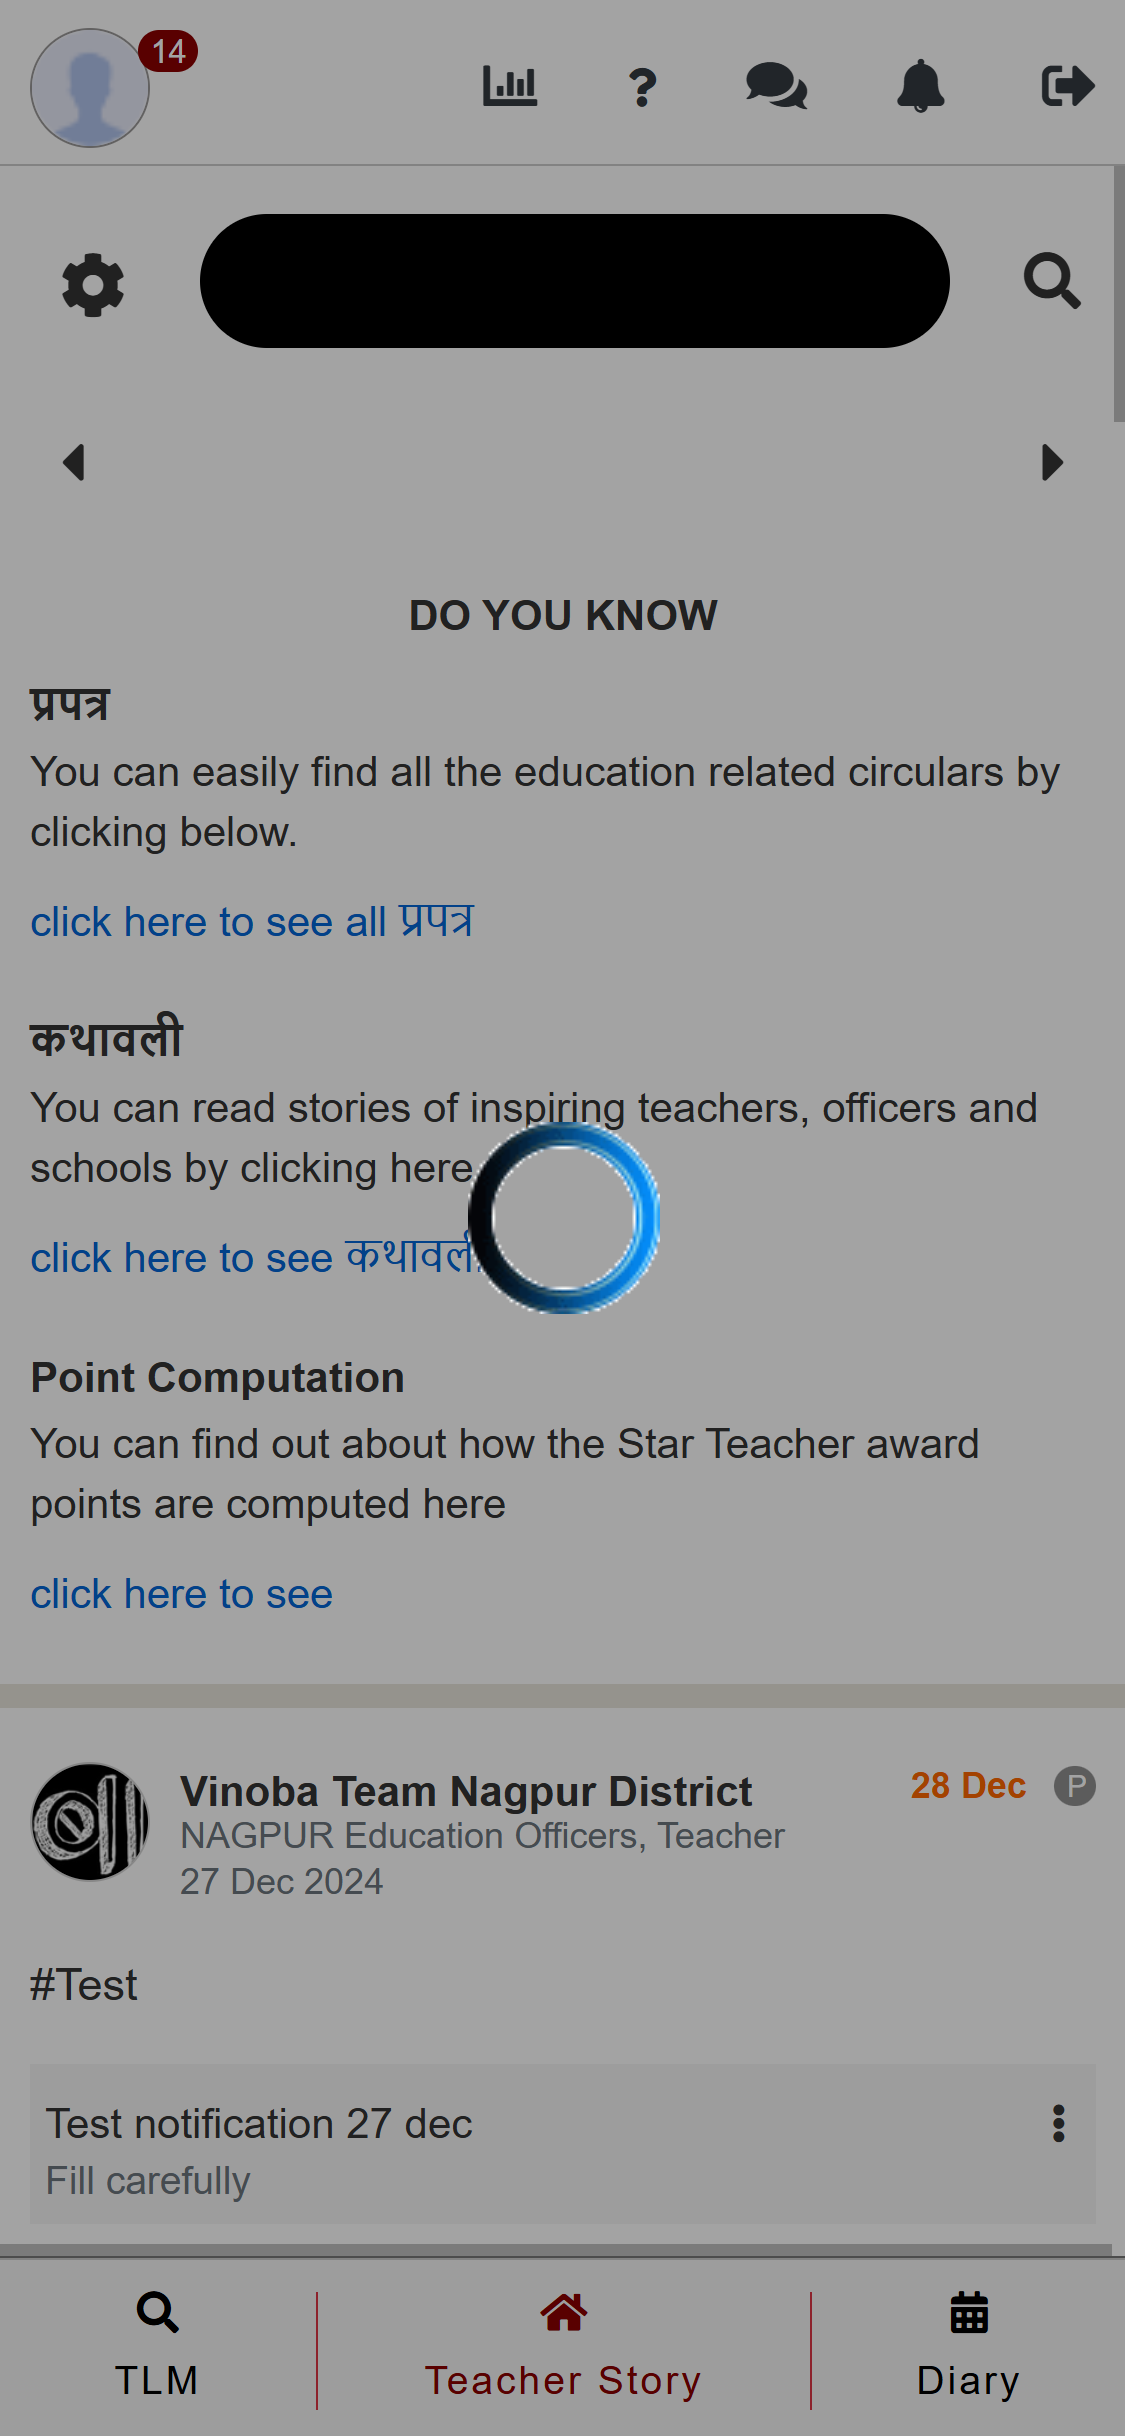 14
DO YOU KNOW
प्रपत्र
You can easily find all the education related circulars by
clicking below.
click here to see all प्रपत्र
कथावली
You can read stories of inspiring teachers, officers and
schools by clicking here
click here to see कथावली
Point Computation
You can find out about how the Star Teacher award
points are computed here
click here to see
Vinoba Team Nagpur District
28 Dec P
NAGPUR Education Officers, Teacher
27 Dec 2024
#Test
Test notification 27 dec
Fill carefully
TLM
Teacher Story
Diary